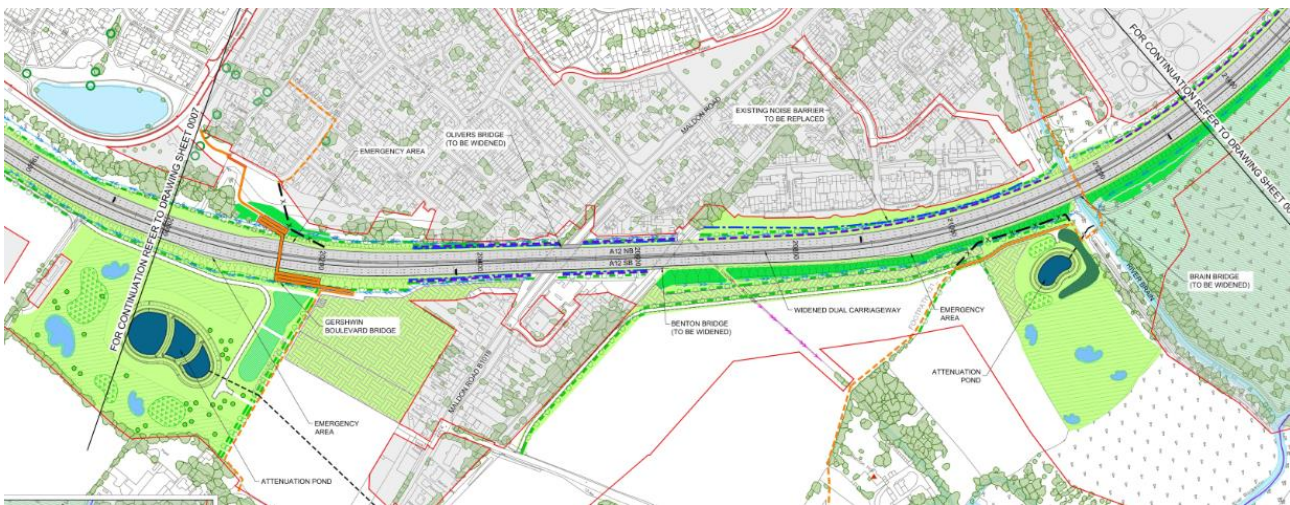 FOR CONTINUATION REFER TO DRAWING SHEET 0007
EMERGENCY AREA
OLIVERS BRIDGE
(TO BE WIDENED)
MALDON ROAD
EXISTING NOISE BARRIER
TO BE REPLACED
FOR CONTINUATION REFER TO DRAWING SHEET 00
A12 NB
A12 SB
GERSHWIN
BOULEVARD BRIDGE
MALDON ROAD B1019
BENTON BRIDGE
(TO BE WIDENED)
WIDENED DUAL CARRIAGEWAY
FOOTPATH
EMERGENCY
AREA
RIVER BRAIN
BRAIN BRIDGE
(TO BE WIDENED)
ATTENUATION
POND
EMERGENCY
AREA
ATTENUATION POND